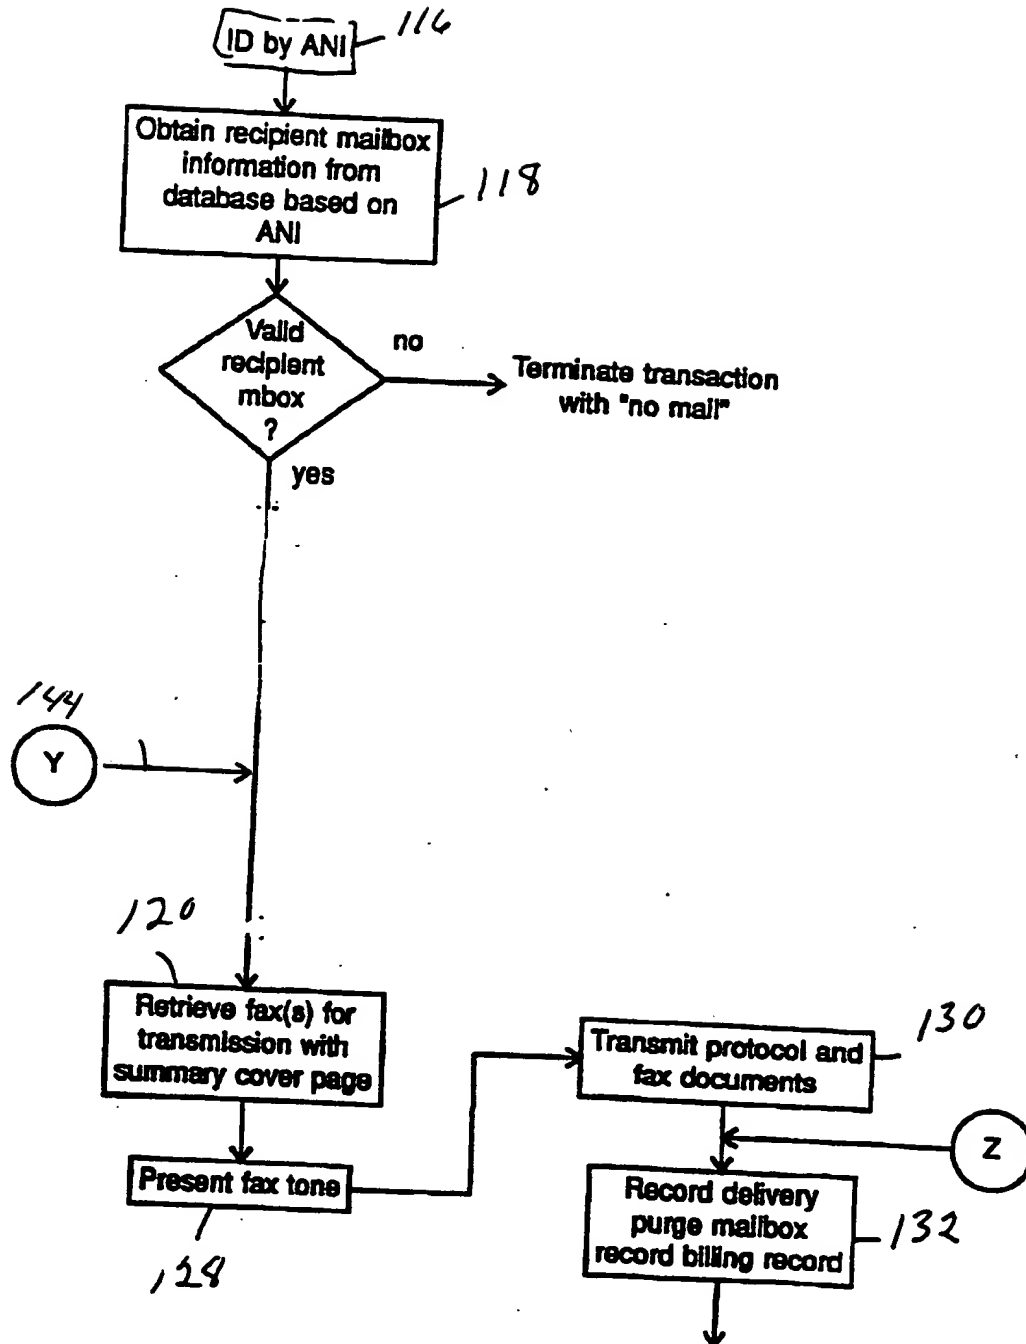 ID by ANI
116
Obtain recipient mailbox
information from
database based on
ANI
118
Valid
recipient
mbox
?
no
Terminate transaction
with "no mail"
yes
144
Y
120
Retrieve fax(s) for
transmission with
summary cover page
Present fax tone
128
Transmit protocol and
fax documents
130
Z
Record delivery
purge mailbox
record billing record
132